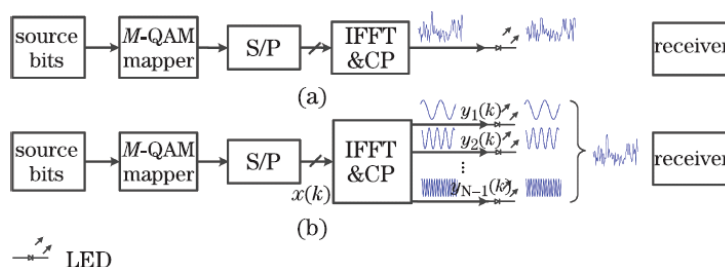 source bits
M-QAM mapper
S/P
IFFT &CP
receiver
(a)
source bits
M-QAM mapper
S/P
x(k)
IFFT &CP
y₁(k)
y₂(k)
⋮
yN-1(k)
receiver
(b)
LED